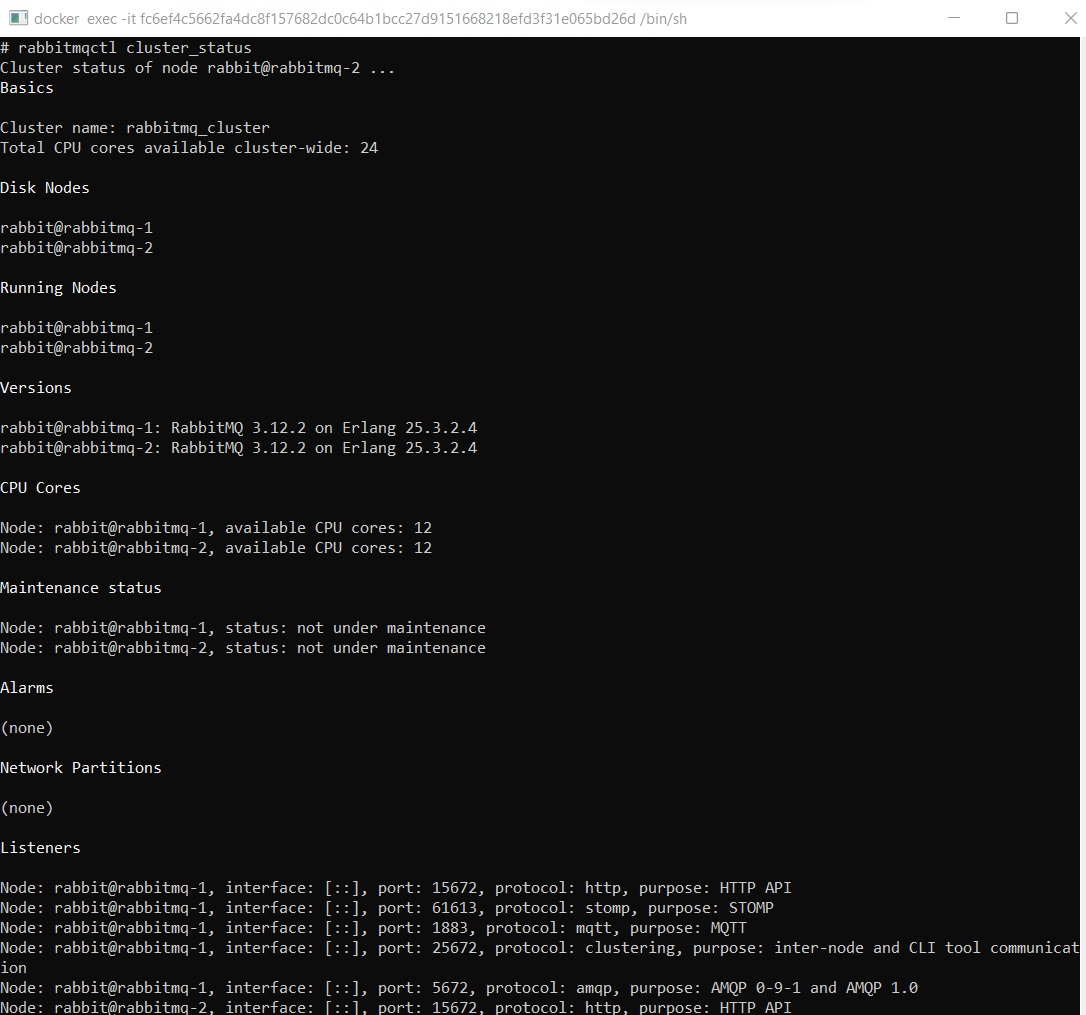 docker exec -it fc6ef4c5662fa4dc8f157682dc0c64b1bcc27d9151668218efd3f31e065bd26d /bin/sh
# rabbitmqctl cluster_status
Cluster status of node rabbit@rabbitmq-2 ...
Basics
Cluster name: rabbitmq_cluster
Total CPU cores available cluster-wide: 24
Disk Nodes
rabbit@rabbitmq-1
rabbit@rabbitmq-2
Running Nodes
rabbit@rabbitmq-1
rabbit@rabbitmq-2
Versions
rabbit@rabbitmq-1: RabbitMQ 3.12.2 on Erlang 25.3.2.4
rabbit@rabbitmq-2: RabbitMQ 3.12.2 on Erlang 25.3.2.4
CPU Cores
Node: rabbit@rabbitmq-1, available CPU cores: 12
Node: rabbit@rabbitmq-2, available CPU cores: 12
Maintenance status
Node: rabbit@rabbitmq-1, status: not under maintenance
Node: rabbit@rabbitmq-2, status: not under maintenance
Alarms
(none)
Network Partitions
(none)
Listeners
Node: rabbit@rabbitmq-1, interface: [::], port: 15672, protocol: http, purpose: HTTP API
Node: rabbit@rabbitmq-1, interface: [::], port: 61613, protocol: stomp, purpose: STOMP
Node: rabbit@rabbitmq-1, interface: [::], port: 1883, protocol: mqtt, purpose: MQTT
Node: rabbit@rabbitmq-1, interface: [::], port: 25672, protocol: clustering, purpose: inter-node and CLI tool communicat
ion
Node: rabbit@rabbitmq-1, interface: [::], port: 5672, protocol: amqp, purpose: AMQP 0-9-1 and AMQP 1.0
Node: rabbit@rabbitmq-2, interface: [::], port: 15672, protocol: http, purpose: HTTP API